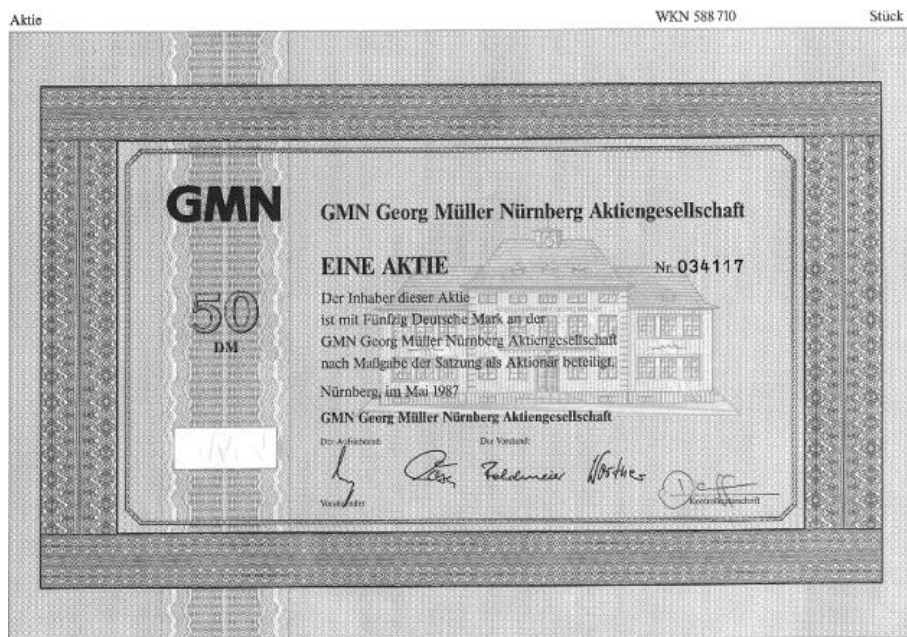 Aktie WKN 588 710 Stück
GMN
GMN Georg Müller Nürnberg Aktiengesellschaft
EINE AKTIE Nr. 034117
50
DM
Der Inhaber dieser Aktie
ist mit Fünfzig Deutsche Mark an der
GMN Georg Müller Nürnberg Aktiengesellschaft
nach Maßgabe der Satzung als Aktionär beteiligt.
Nürnberg, im Mai 1987
GMN Georg Müller Nürnberg Aktiengesellschaft
Der Aufsichtsrat: Der Vorstand:
Vorsitzender Kontrollunterschrift